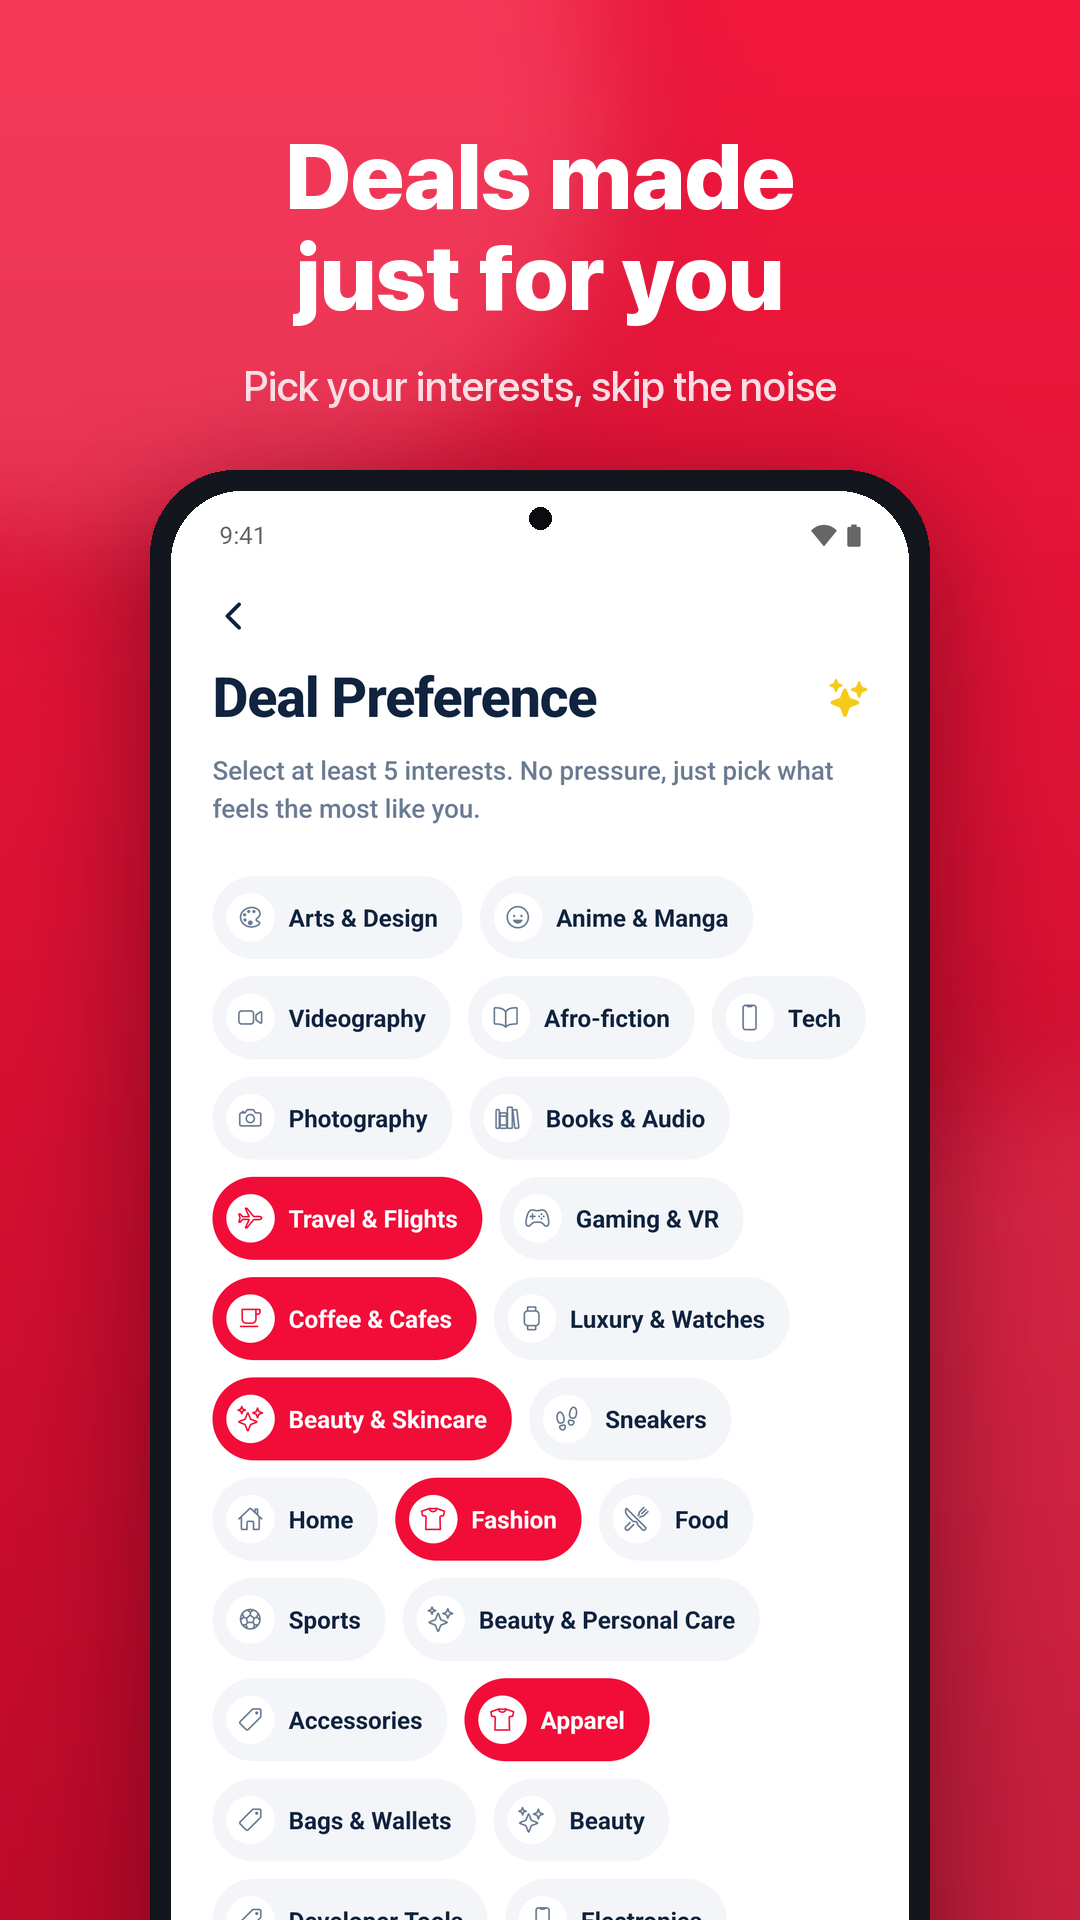 Deals made
just for you
Pick your interests, skip the noise
9:41
Deal Preference
Select at least 5 interests. No pressure, just pick what
feels the most like you.
Arts & Design
Anime & Manga
Videography
Afro-fiction
Tech
Photography
Books & Audio
Travel & Flights
Gaming & VR
Coffee & Cafes
Luxury & Watches
Beauty & Skincare
Sneakers
Home
Fashion
Food
Sports
Beauty & Personal Care
Accessories
Apparel
Bags & Wallets
Beauty
Developer Tools
Electronics